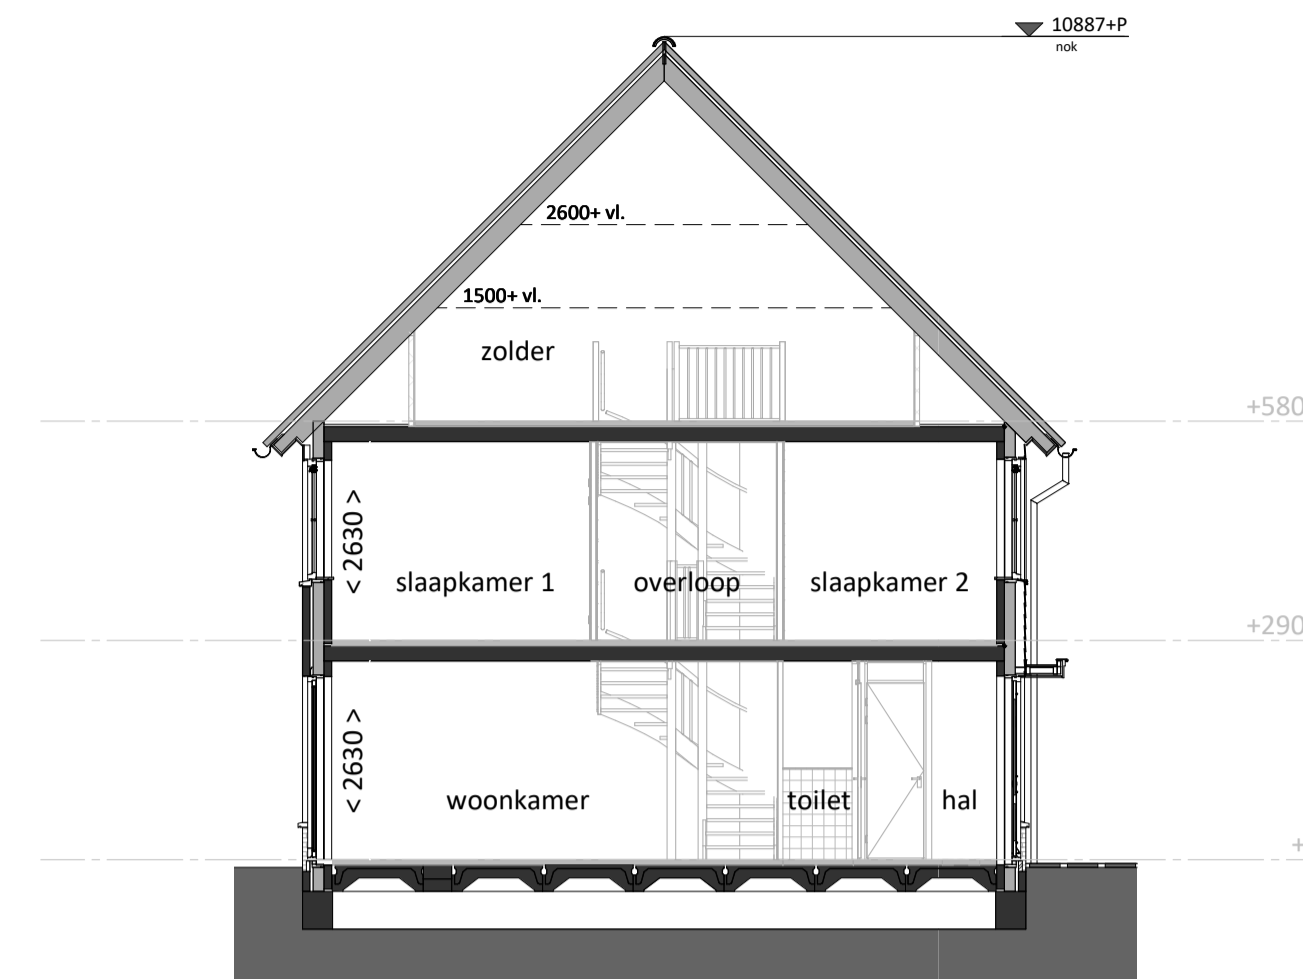 10887+P
nok
2600+ vl.
1500+ vl.
zolder
+580
< 2630 >
slaapkamer 1
overloop
slaapkamer 2
+290
< 2630 >
woonkamer
toilet
hal
+